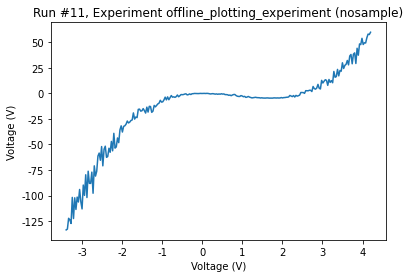 Run #11, Experiment offline_plotting_experiment (nosample)
50
25
0
-25
-50
-75
-100
-125
Voltage (V)
-3 -2 -1 0 1 2 3 4
Voltage (V)